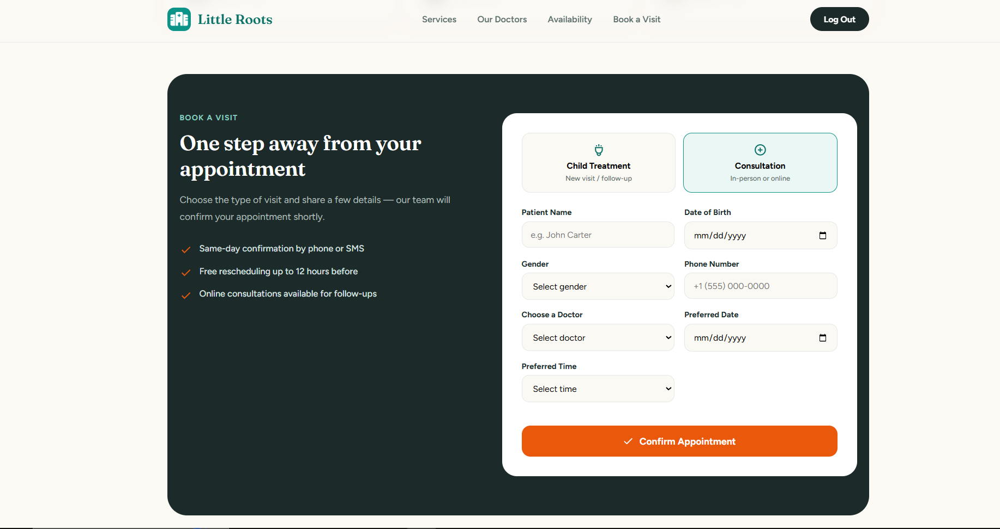 Little Roots
Services
Our Doctors
Availability
Book a Visit
Log Out
BOOK A VISIT
One step away from your
appointment
Choose the type of visit and share a few details — our team will
confirm your appointment shortly.
Same-day confirmation by phone or SMS
Free rescheduling up to 12 hours before
Online consultations available for follow-ups
Child Treatment
New visit / follow-up
Consultation
In-person or online
Patient Name
e.g. John Carter
Date of Birth
mm/dd/yyyy
Gender
Select gender
Phone Number
+1 (555) 000-0000
Choose a Doctor
Select doctor
Preferred Date
mm/dd/yyyy
Preferred Time
Select time
Confirm Appointment